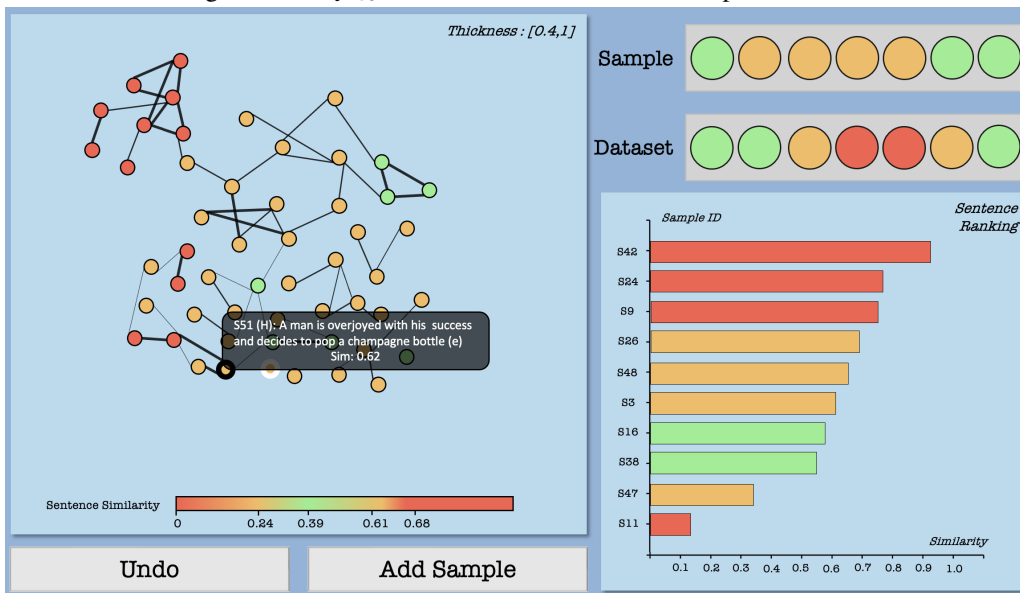 Thickness : [0.4,1]
S51 (H): A man is overjoyed with his success
and decides to pop a champagne bottle (e)
Sim: 0.62
Sentence Similarity
0 0.24 0.39 0.61 0.68
Undo
Add Sample
Sample
Dataset
Sentence
Ranking
Sample ID
S42
S24
S9
S26
S48
S3
S16
S38
S47
S11
Similarity
0.1 0.2 0.3 0.4 0.5 0.6 0.7 0.8 0.9 1.0